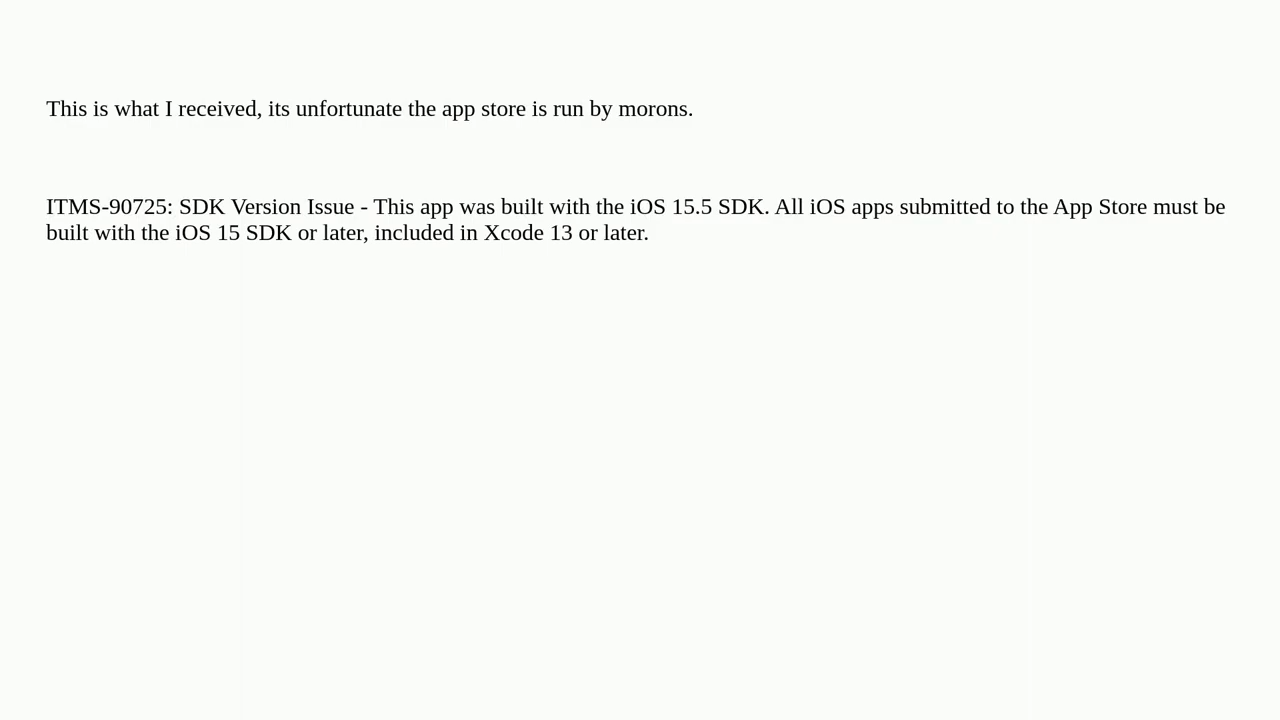 This is what I received, its unfortunate the app store is run by morons.
ITMS-90725: SDK Version Issue - This app was built with the iOS 15.5 SDK. All iOS apps submitted to the App Store must be
built with the iOS 15 SDK or later, included in Xcode 13 or later.